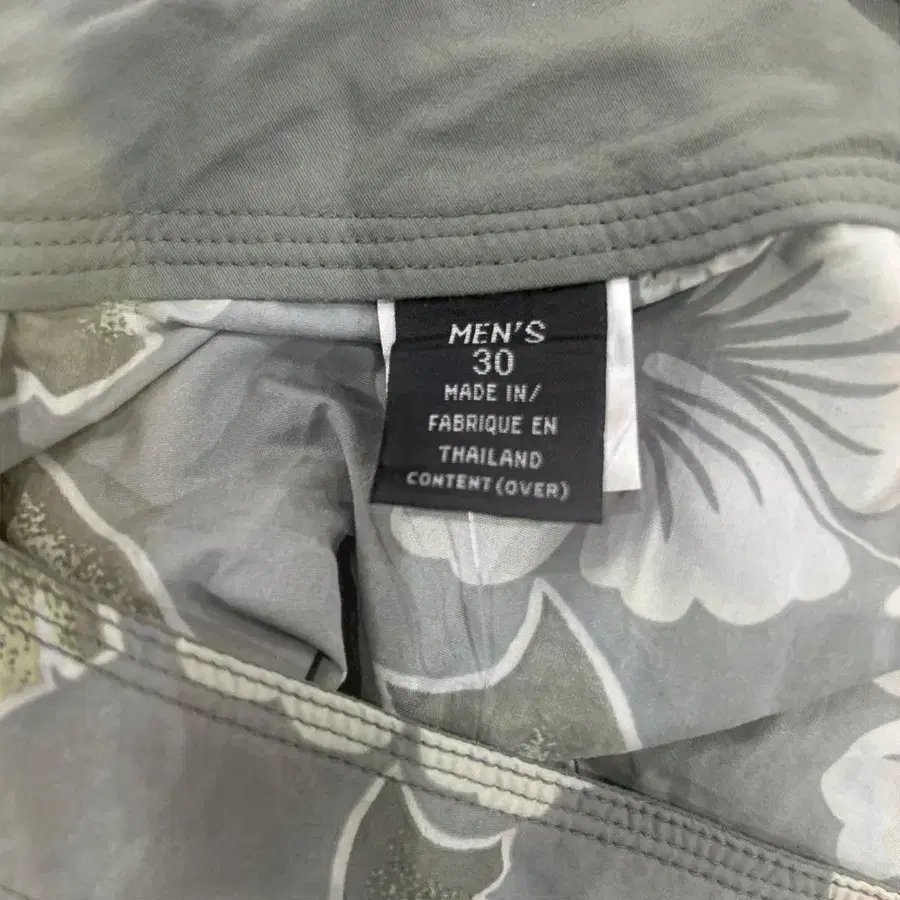 MEN'S
30
MADE IN/
FABRIQUE EN
THAILAND
CONTENT (OVER)